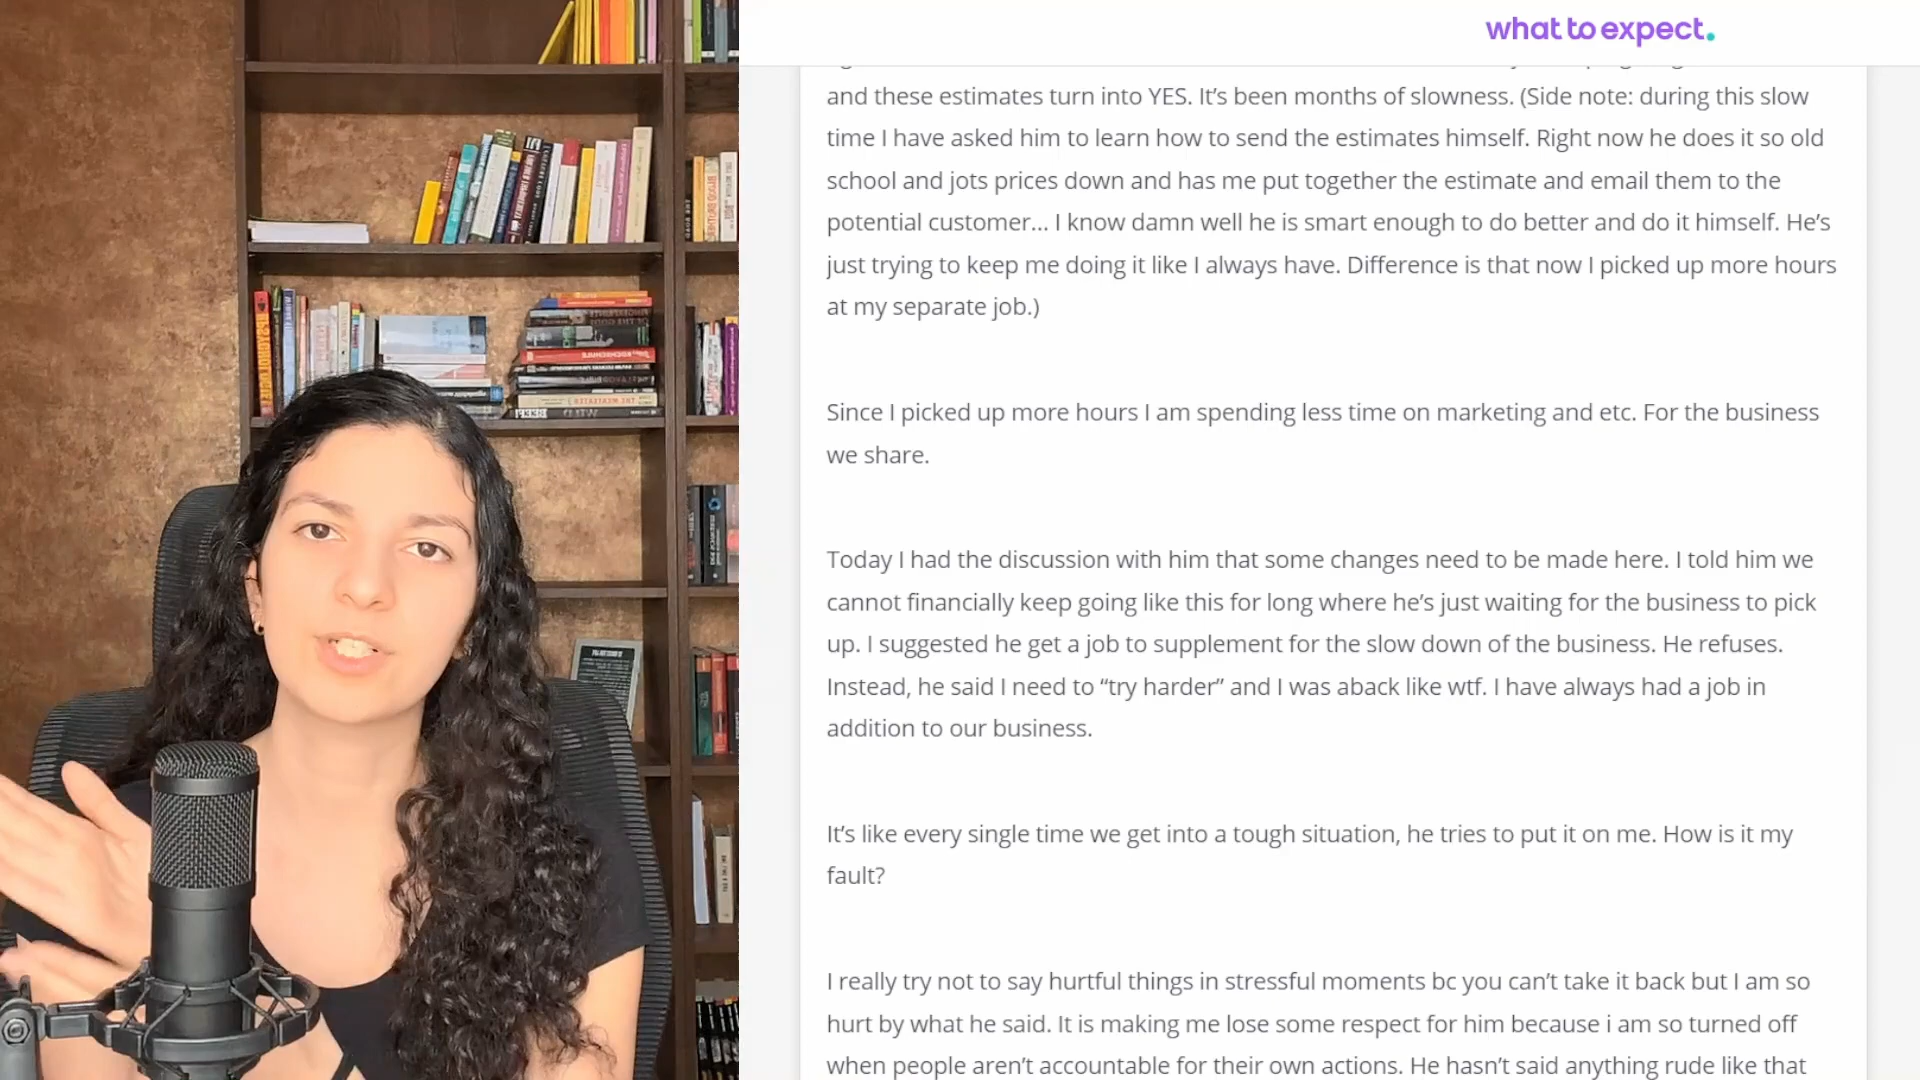 what to expect.
and these estimates turn into YES. It’s been months of slowness. (Side note: during this slow
time I have asked him to learn how to send the estimates himself. Right now he does it so old
school and jots prices down and has me put together the estimate and email them to the
potential customer... I know damn well he is smart enough to do better and do it himself. He’s
just trying to keep me doing it like I always have. Difference is that now I picked up more hours
at my separate job.)
Since I picked up more hours I am spending less time on marketing and etc. For the business
we share.
Today I had the discussion with him that some changes need to be made here. I told him we
cannot financially keep going like this for long where he’s just waiting for the business to pick
up. I suggested he get a job to supplement for the slow down of the business. He refuses.
Instead, he said I need to “try harder” and I was aback like wtf. I have always had a job in
addition to our business.
It’s like every single time we get into a tough situation, he tries to put it on me. How is it my
fault?
I really try not to say hurtful things in stressful moments bc you can’t take it back but I am so
hurt by what he said. It is making me lose some respect for him because i am so turned off
when people aren’t accountable for their own actions. He hasn’t said anything rude like that